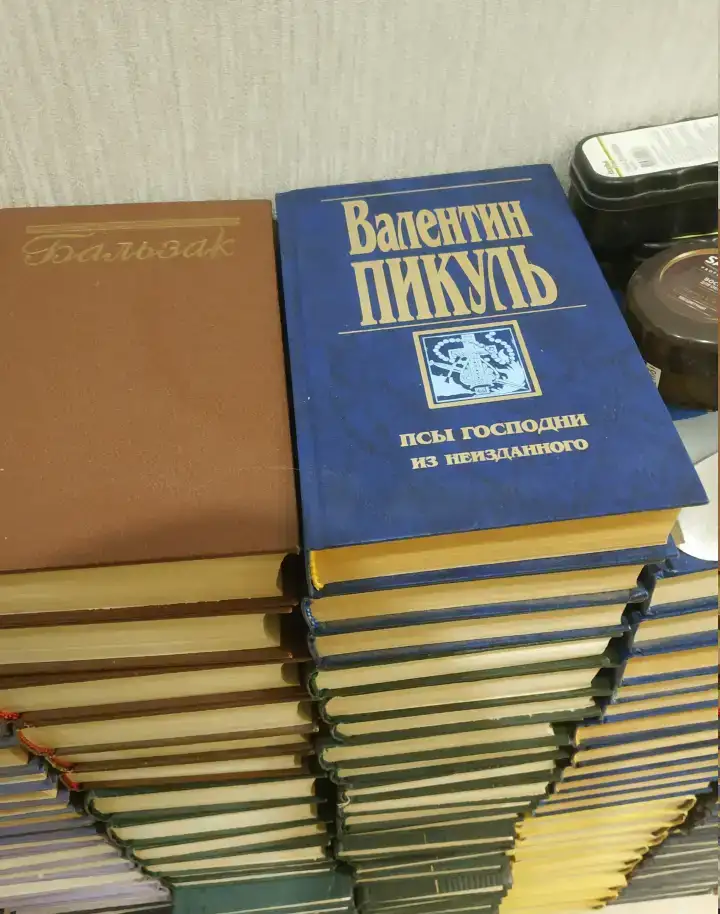 Бальзак
Валентин
ПИКУЛЬ
ПСЫ ГОСПОДНИ
ИЗ НЕИЗДАННОГО